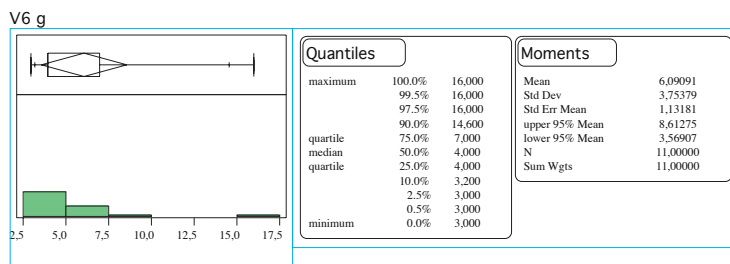 V6 g
2,5 5,0 7,5 10,0 12,5 15,0 17,5
Quantiles
maximum 100.0% 16,000
99.5% 16,000
97.5% 16,000
90.0% 14,600
quartile 75.0% 7,000
median 50.0% 4,000
quartile 25.0% 4,000
10.0% 3,200
2.5% 3,000
0.5% 3,000
minimum 0.0% 3,000
Moments
Mean 6,09091
Std Dev 3,75379
Std Err Mean 1,13181
upper 95% Mean 8,61275
lower 95% Mean 3,56907
N 11,00000
Sum Wgts 11,00000